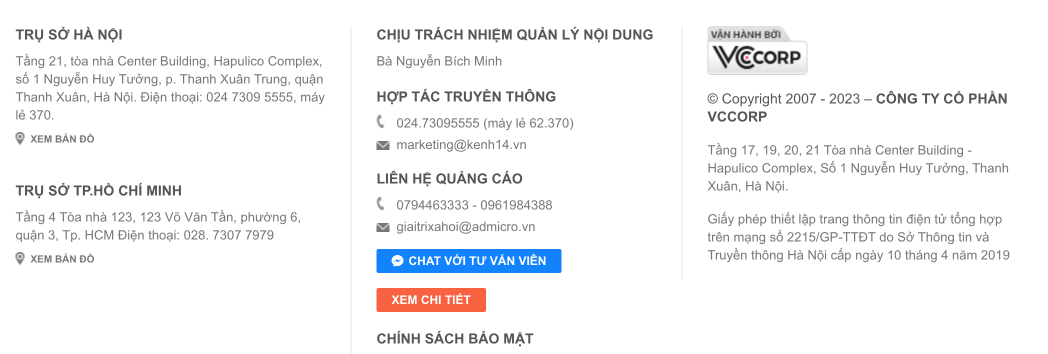 TRỤ SỞ HÀ NỘI
Tầng 21, tòa nhà Center Building, Hapulico Complex,
số 1 Nguyễn Huy Tưởng, p. Thanh Xuân Trung, quận
Thanh Xuân, Hà Nội. Điện thoại: 024 7309 5555, máy
lẻ 370.
XEM BẢN ĐỒ
TRỤ SỞ TP.HỒ CHÍ MINH
Tầng 4 Tòa nhà 123, 123 Võ Văn Tần, phường 6,
quận 3, Tp. HCM Điện thoại: 028. 7307 7979
XEM BẢN ĐỒ
CHỊU TRÁCH NHIỆM QUẢN LÝ NỘI DUNG
Bà Nguyễn Bích Minh
HỢP TÁC TRUYỀN THÔNG
024.73095555 (máy lẻ 62.370)
marketing@kenh14.vn
LIÊN HỆ QUẢNG CÁO
0794463333 - 0961984388
giaitrixahoi@admicro.vn
CHAT VỚI TƯ VẤN VIÊN
XEM CHI TIẾT
CHÍNH SÁCH BẢO MẬT
VẬN HÀNH BỞI
VCCORP
© Copyright 2007 - 2023 – CÔNG TY CỔ PHẦN
VCCORP
Tầng 17, 19, 20, 21 Tòa nhà Center Building -
Hapulico Complex, Số 1 Nguyễn Huy Tưởng, Thanh
Xuân, Hà Nội.
Giấy phép thiết lập trang thông tin điện tử tổng hợp
trên mạng số 2215/GP-TTĐT do Sở Thông tin và
Truyền thông Hà Nội cấp ngày 10 tháng 4 năm 2019